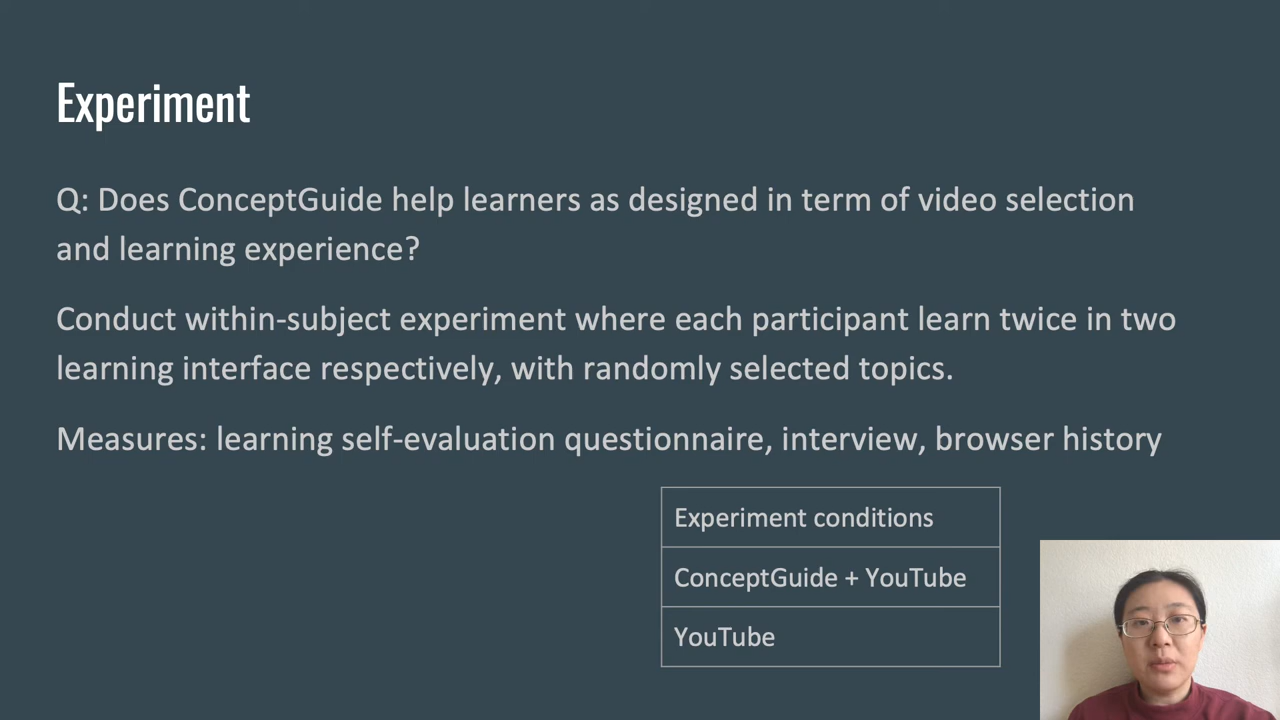 Experiment
Q: Does ConceptGuide help learners as designed in term of video selection
and learning experience?
Conduct within-subject experiment where each participant learn twice in two
learning interface respectively, with randomly selected topics.
Measures: learning self-evaluation questionnaire, interview, browser history
Experiment conditions
ConceptGuide + YouTube
YouTube